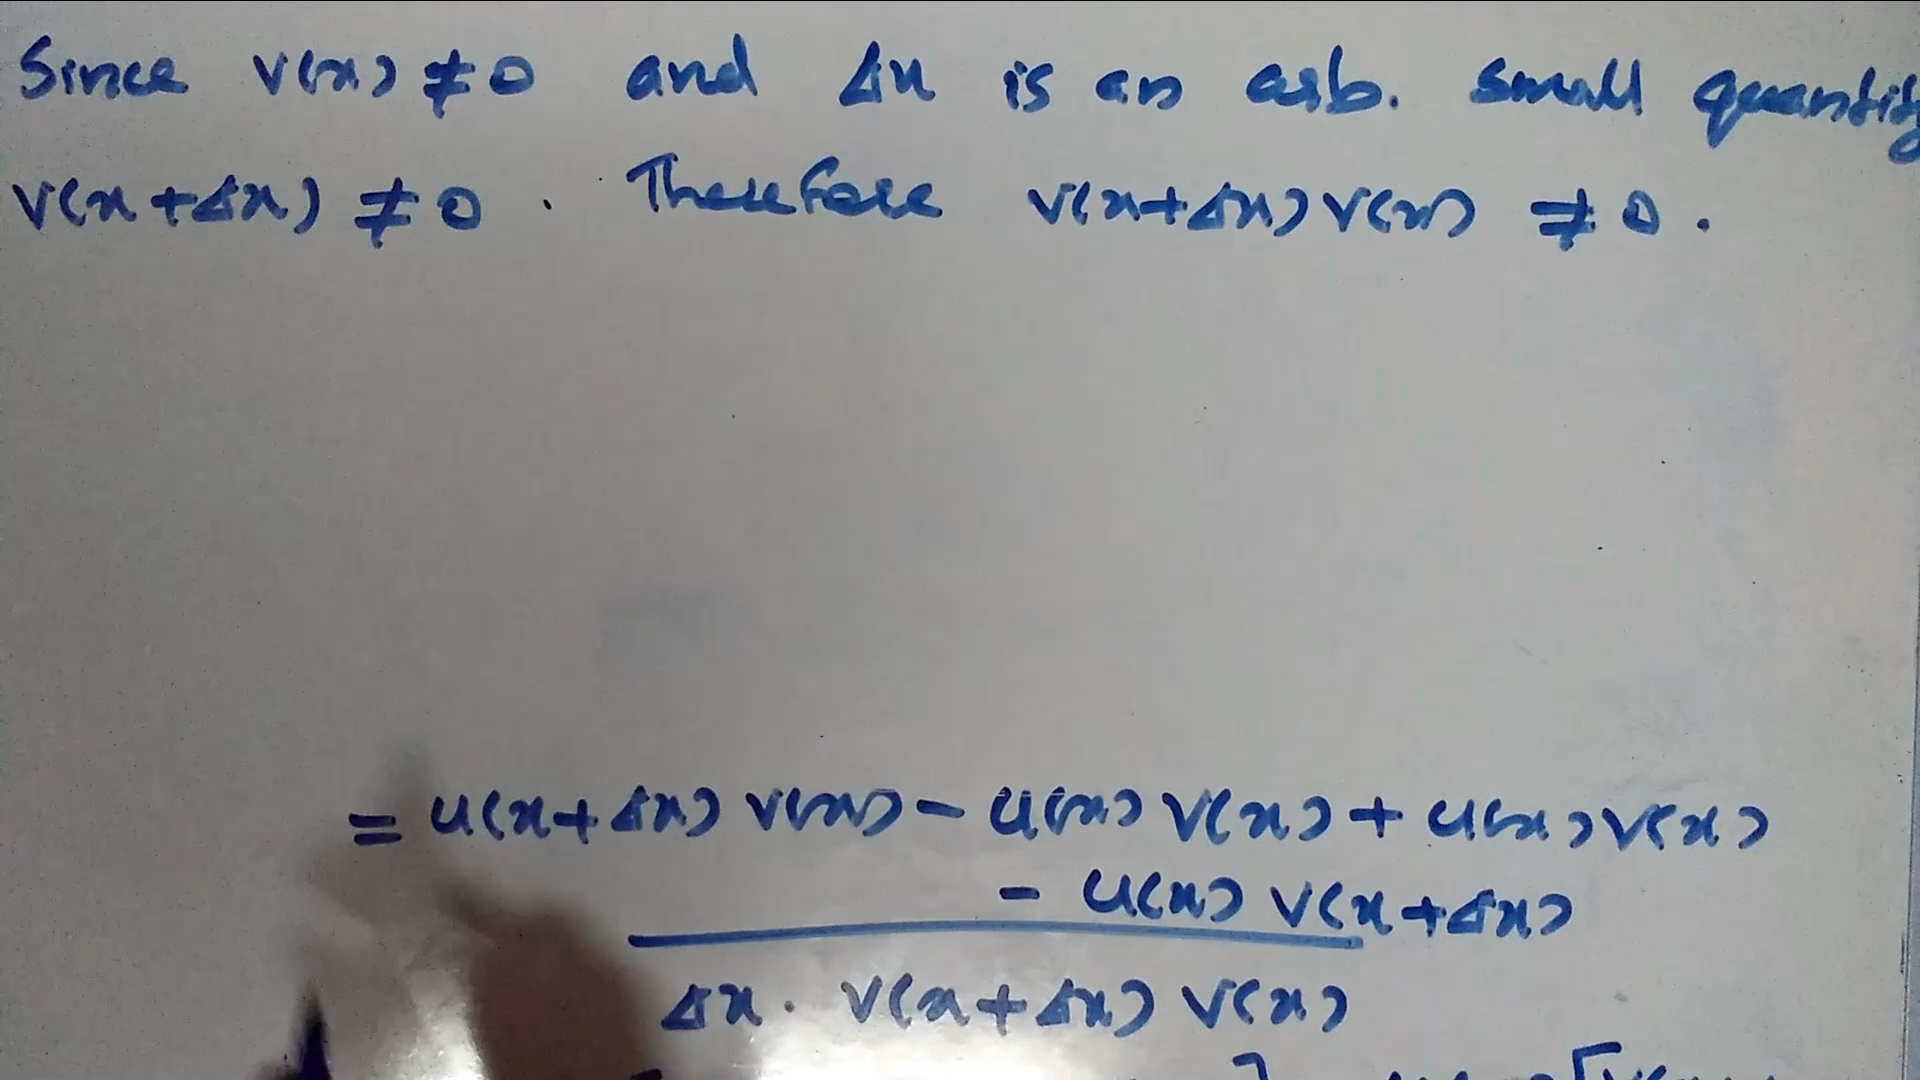 Since v(x) ≠ 0 and Δx is an arb. small quantity
v(x+Δx) ≠ 0. Therefore v(x+Δx) v(x) ≠ 0.
= u(x+Δx) v(x) - u(x) v(x) + u(x) v(x)
- u(x) v(x+Δx)
Δx. v(x+Δx) v(x)